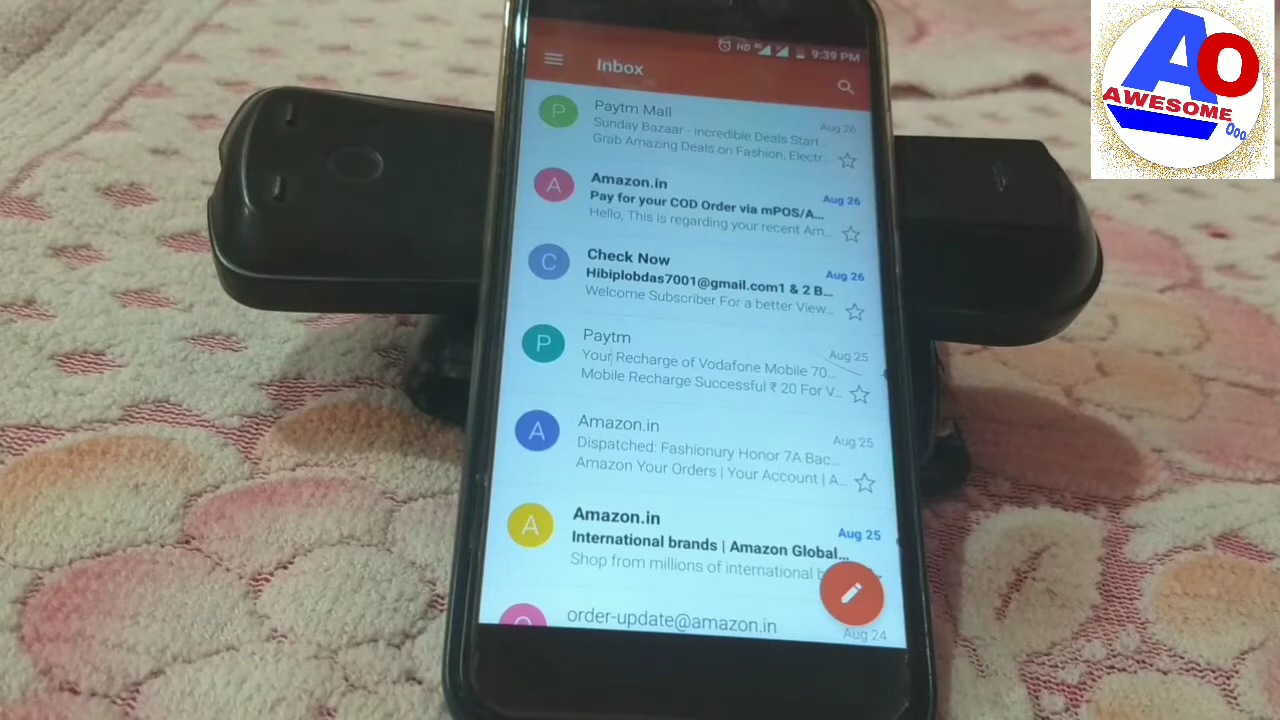 HD 9:39 PM
Inbox
P Paytm Mall Aug 26
Sunday Bazaar - Incredible Deals Start...
Grab Amazing Deals on Fashion, Electr...
A Amazon.in Aug 26
Pay for your COD Order via mPOS/A...
Hello, This is regarding your recent Am...
C Check Now Aug 26
Hibiplobdas7001@gmail.com1 & 2 B...
Welcome Subscriber For a better View...
P Paytm Aug 25
Your Recharge of Vodafone Mobile 70...
Mobile Recharge Successful ₹ 20 For V...
A Amazon.in Aug 25
Dispatched: Fashionury Honor 7A Bac...
Amazon Your Orders | Your Account | A...
A Amazon.in Aug 25
International brands | Amazon Global...
Shop from millions of international b
order-update@amazon.in Aug 24
AO
AWESOME
Ooo